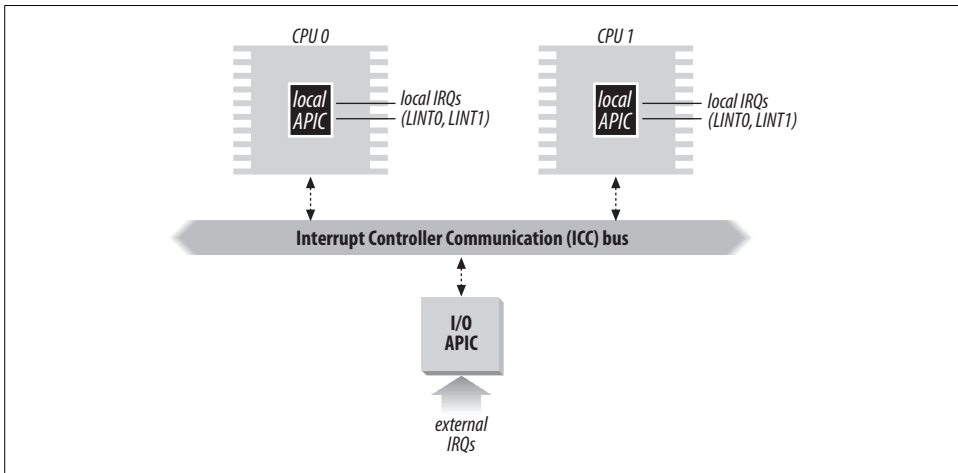 CPU 0
CPU 1
local
APIC
local IRQs
(LINT0, LINT1)
local
APIC
local IRQs
(LINT0, LINT1)
Interrupt Controller Communication (ICC) bus
I/O
APIC
external
IRQs